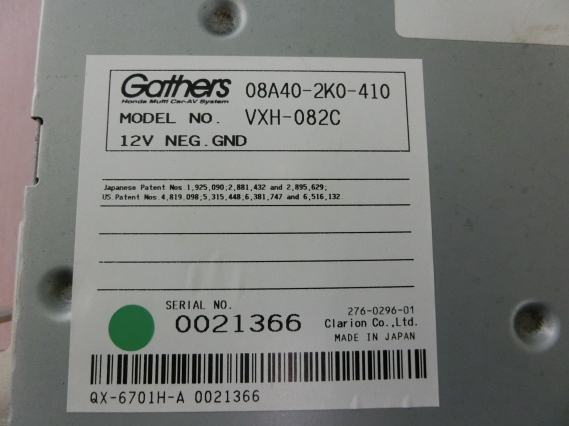 Gathers 08A40-2K0-410
Honda Multi Car-AV System
MODEL NO. VXH-082C
12V NEG.GND
Japanese Patent Nos.1,925,090;2,881,432 and 2,895,629;
US.Patent Nos.4,819,098;5,315,448;6,381,747 and 6,516,132
SERIAL NO. 276-0296-01
0021366 Clarion Co.,Ltd.
MADE IN JAPAN
QX-6701H-A 0021366